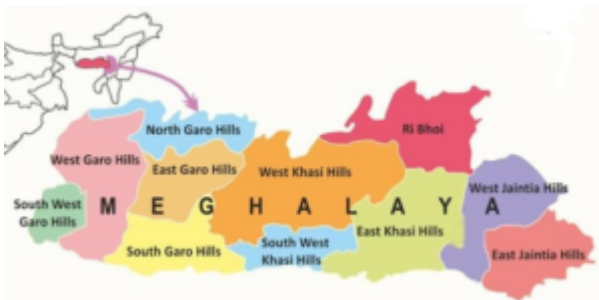 North Garo Hills
Ri Bhoi
West Garo Hills
East Garo Hills
West Khasi Hills
West Jaintia Hills
South West
Garo Hills
MEGHALAYA
East Khasi Hills
South Garo Hills
South West
Khasi Hills
East Jaintia Hills